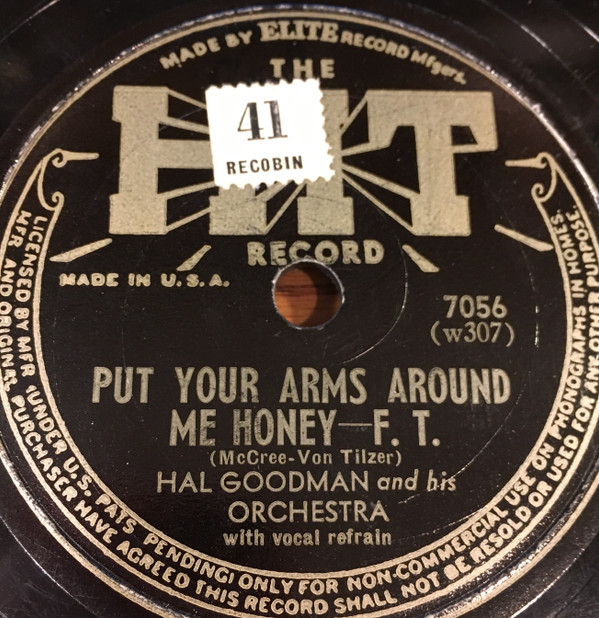 MADE BY ELITE RECORD Mfgers.
THE
HIT
41
RECOBIN
RECORD
MADE IN U.S.A.
7056
(w307)
PUT YOUR ARMS AROUND
ME HONEY—F. T.
(McCree-Von Tilzer)
HAL GOODMAN and his
ORCHESTRA
with vocal refrain
LICENSED BY MFR. (UNDER U.S. PATS. PENDING) ONLY FOR NON-COMMERCIAL USE ON PHONOGRAPHS IN HOMES.
MFR. AND ORIGINAL PURCHASER HAVE AGREED THIS RECORD SHALL NOT BE RESOLD OR USED FOR ANY OTHER PURPOSE.